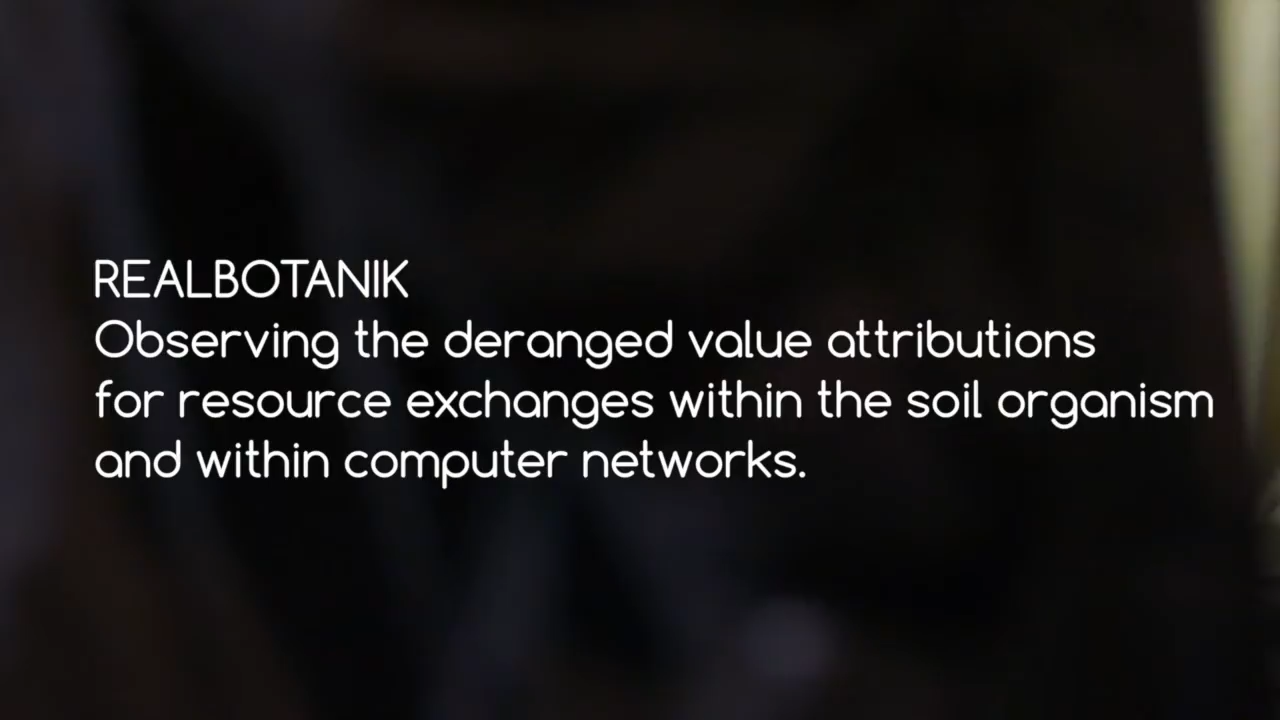 REALBOTANIK
Observing the deranged value attributions
for resource exchanges within the soil organism
and within computer networks.